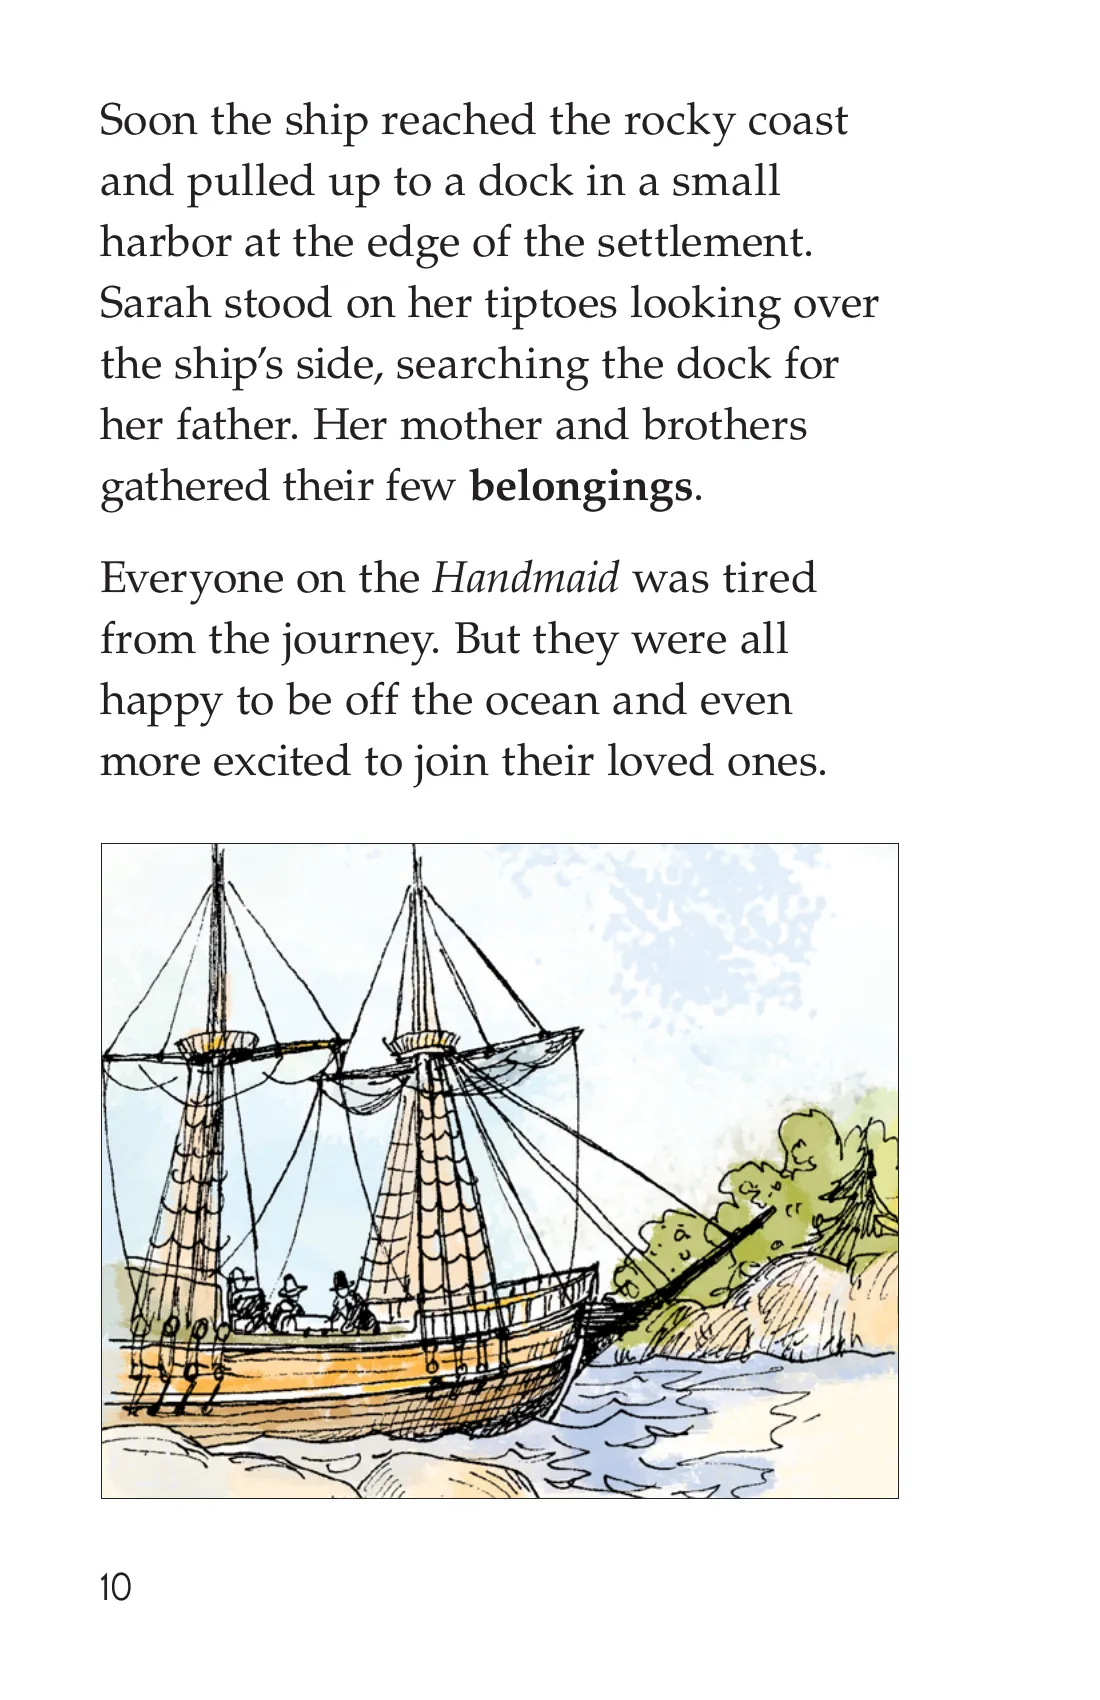 Soon the ship reached the rocky coast
and pulled up to a dock in a small
harbor at the edge of the settlement.
Sarah stood on her tiptoes looking over
the ship’s side, searching the dock for
her father. Her mother and brothers
gathered their few belongings.
Everyone on the Handmaid was tired
from the journey. But they were all
happy to be off the ocean and even
more excited to join their loved ones.
10